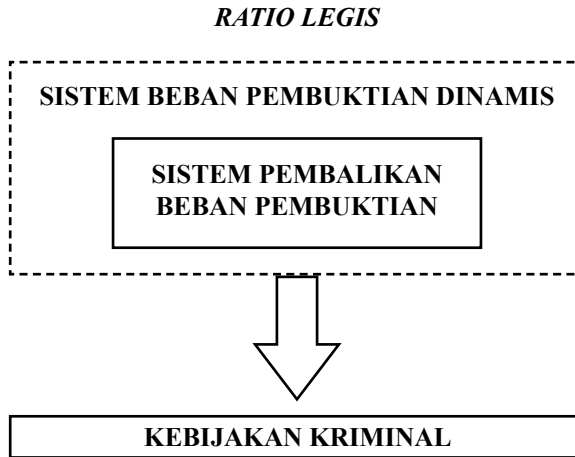 RATIO LEGIS
SISTEM BEBAN PEMBUKTIAN DINAMIS
SISTEM PEMBALIKAN
BEBAN PEMBUKTIAN
KEBIJAKAN KRIMINAL